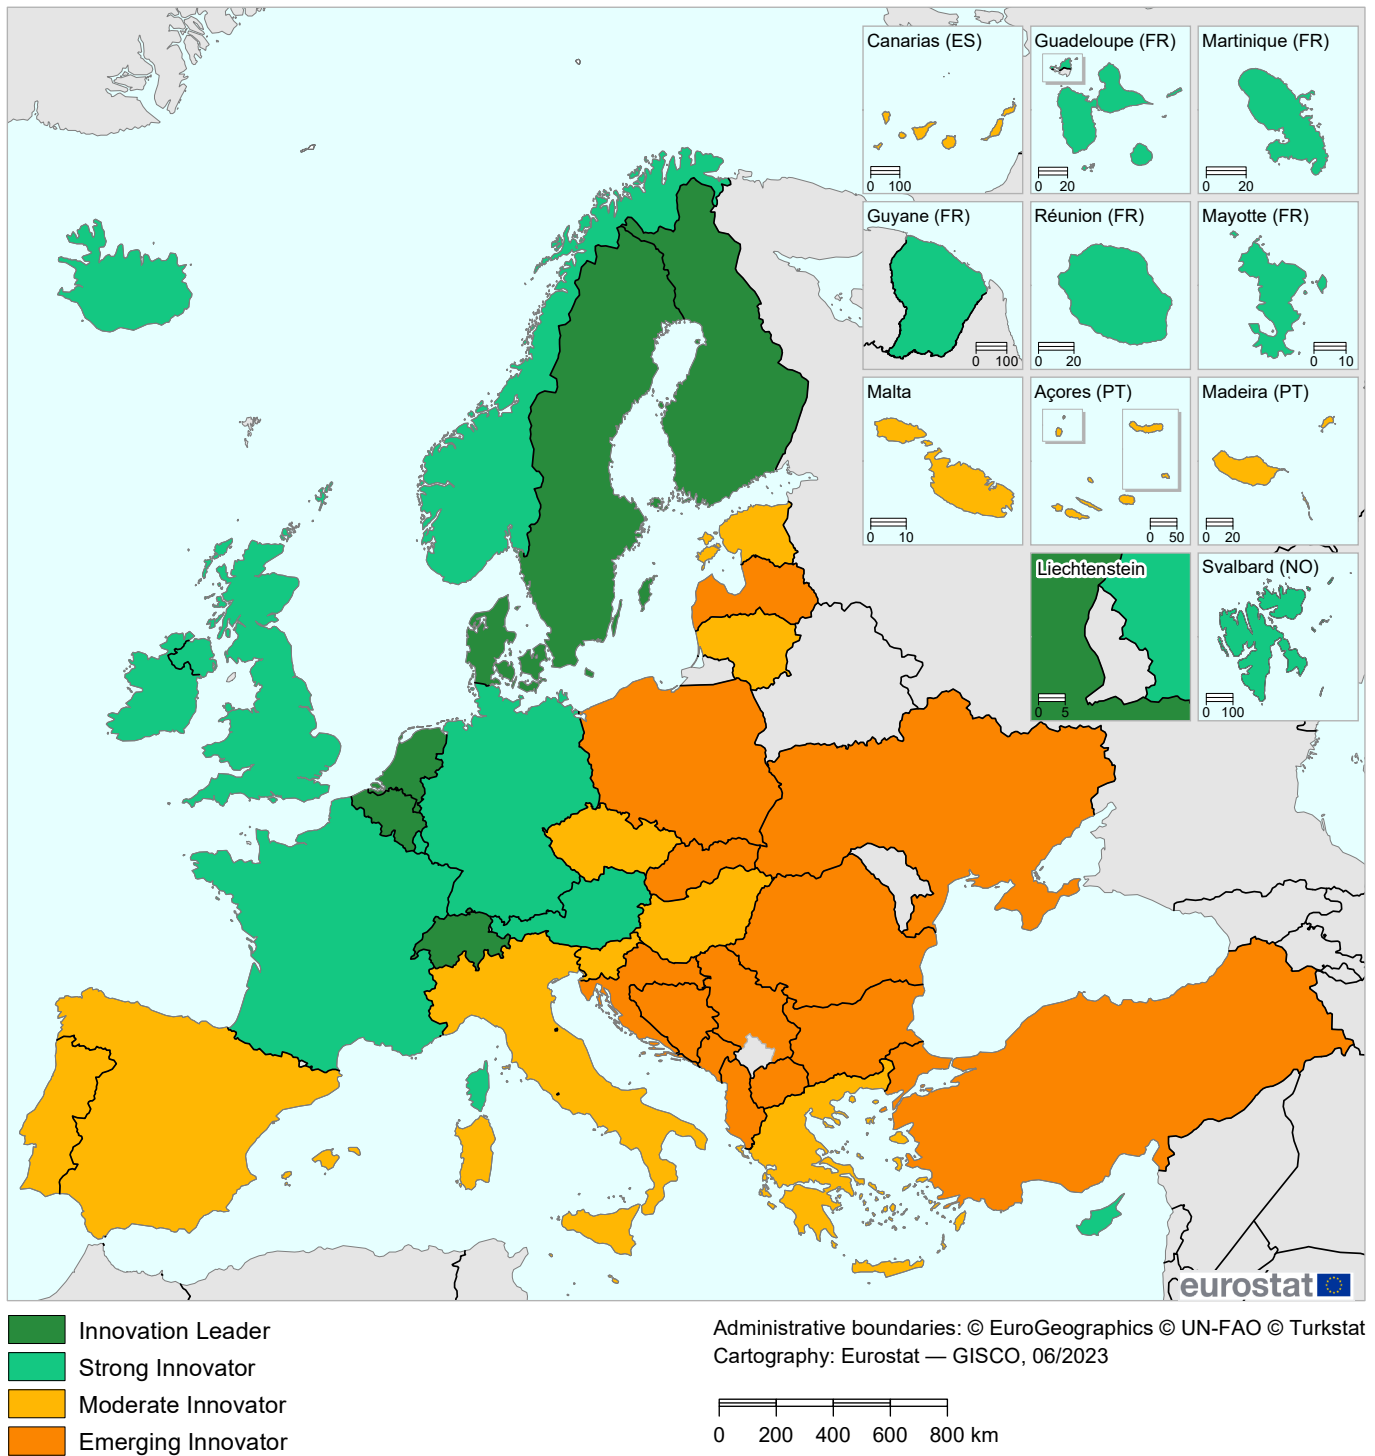 Canarias (ES)
0 100
Guadeloupe (FR)
0 20
Martinique (FR)
0 20
Guyane (FR)
0 100
Réunion (FR)
0 20
Mayotte (FR)
0 10
Malta
0 10
Açores (PT)
0 50
Madeira (PT)
0 20
Liechtenstein
0 5
Svalbard (NO)
0 100
eurostat
Innovation Leader
Strong Innovator
Moderate Innovator
Emerging Innovator
Administrative boundaries: © EuroGeographics © UN-FAO © Turkstat
Cartography: Eurostat — GISCO, 06/2023
0 200 400 600 800 km